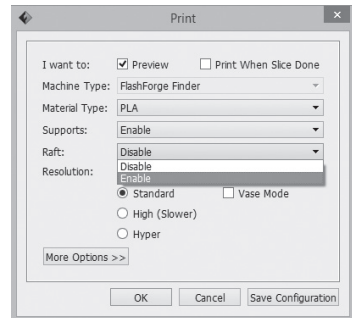 Print
I want to: Preview Print When Slice Done
Machine Type: FlashForge Finder
Material Type: PLA
Supports: Enable
Raft: Disable
Disable
Enable
Resolution:
Standard Vase Mode
High (Slower)
Hyper
More Options >>
OK Cancel Save Configuration